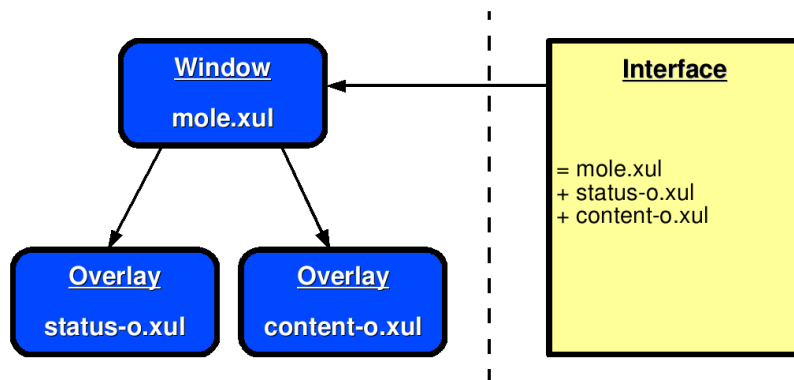 Window
mole.xul
Overlay
status-o.xul
Overlay
content-o.xul
Interface
= mole.xul
+ status-o.xul
+ content-o.xul